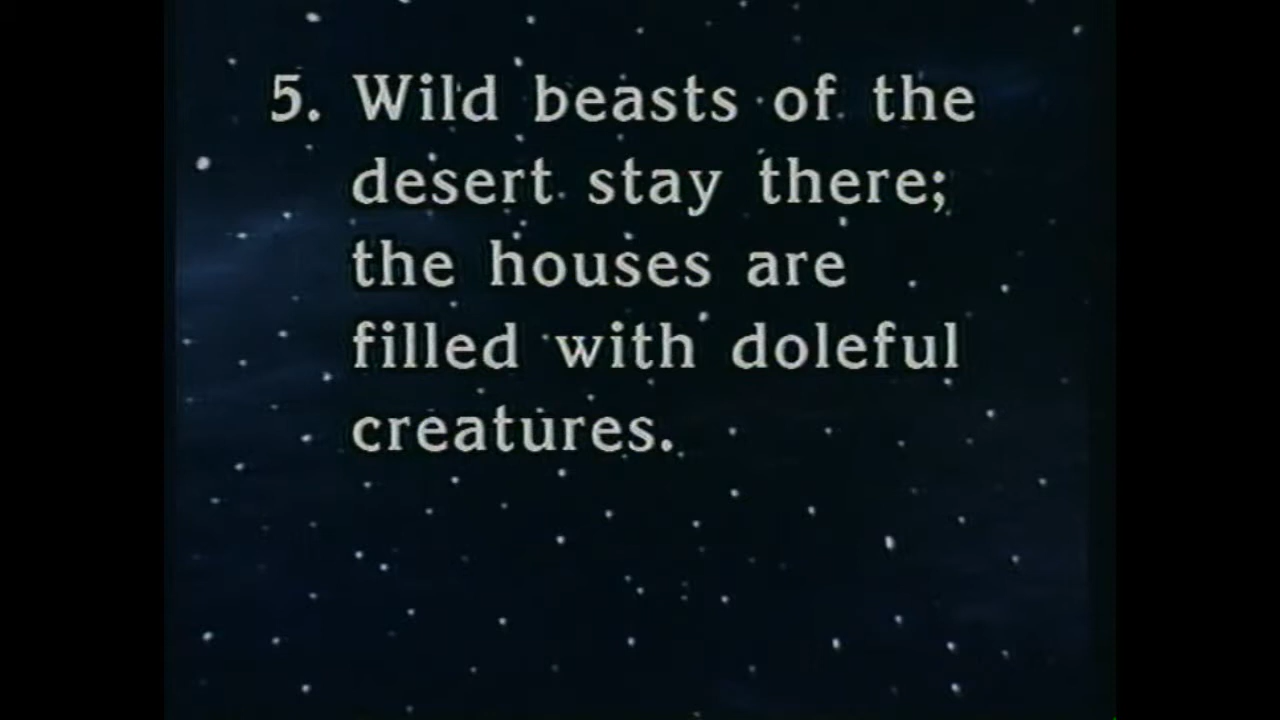 5. Wild beasts of the
desert stay there;
the houses are
filled with doleful
creatures.